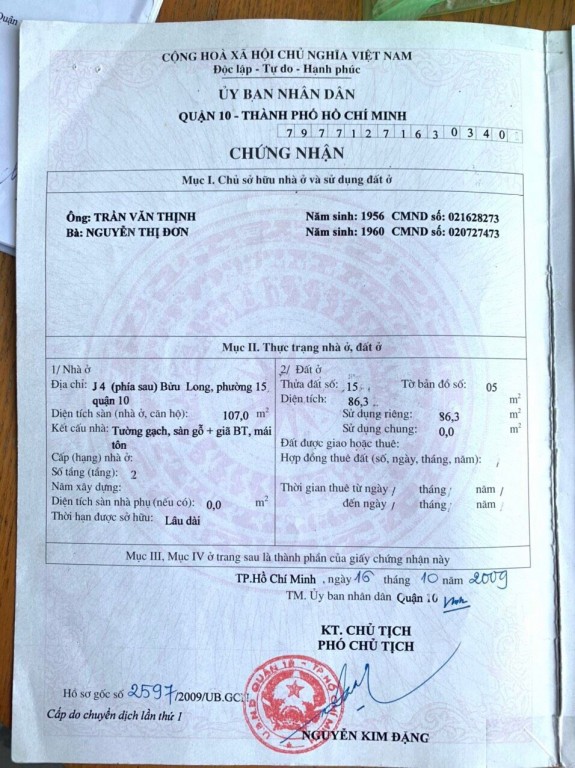 Quận
CỘNG HOÀ XÃ HỘI CHỦ NGHĨA VIỆT NAM
Độc lập - Tự do - Hạnh phúc
ỦY BAN NHÂN DÂN
QUẬN 10 - THÀNH PHỐ HỒ CHÍ MINH
7 9 7 7 1 2 7 1 6 3 0 3 4 0
CHỨNG NHẬN
Mục I. Chủ sở hữu nhà ở và sử dụng đất ở
Ông: TRẦN VĂN THỊNH Năm sinh: 1956 CMND số: 021628273
Bà: NGUYỄN THỊ ĐƠN Năm sinh: 1960 CMND số: 020727473
Mục II. Thực trạng nhà ở, đất ở
1/ Nhà ở
Địa chỉ: J 4 (phía sau) Bửu Long, phường 15
quận 10
Diện tích sàn (nhà ở, căn hộ): 107,0 m²
Kết cấu nhà: Tường gạch, sàn gỗ + giã BT, mái
tôn
Cấp (hạng) nhà ở:
Số tầng (tầng): 2
Năm xây dựng:
Diện tích sàn nhà phụ (nếu có): 0,0 m²
Thời hạn được sở hữu: Lâu dài
2/ Đất ở
Thửa đất số: 15 Tờ bản đồ số: 05
Diện tích: 86,3 m²
Sử dụng riêng: 86,3 m²
Sử dụng chung: 0,0 m²
Đất được giao hoặc thuê:
Hợp đồng thuê đất (số, ngày, tháng, năm): /
Thời gian thuê từ ngày / tháng / năm /
đến ngày / tháng / năm /
Mục III, Mục IV ở trang sau là thành phần của giấy chứng nhận này
TP.Hồ Chí Minh , ngày 16 tháng 10 năm 2009
TM. Ủy ban nhân dân Quận 10
KT. CHỦ TỊCH
PHÓ CHỦ TỊCH
Hồ sơ gốc số 2597/2009/UB.GCN
Cấp do chuyển dịch lần thứ I
NGUYỄN KIM ĐẶNG